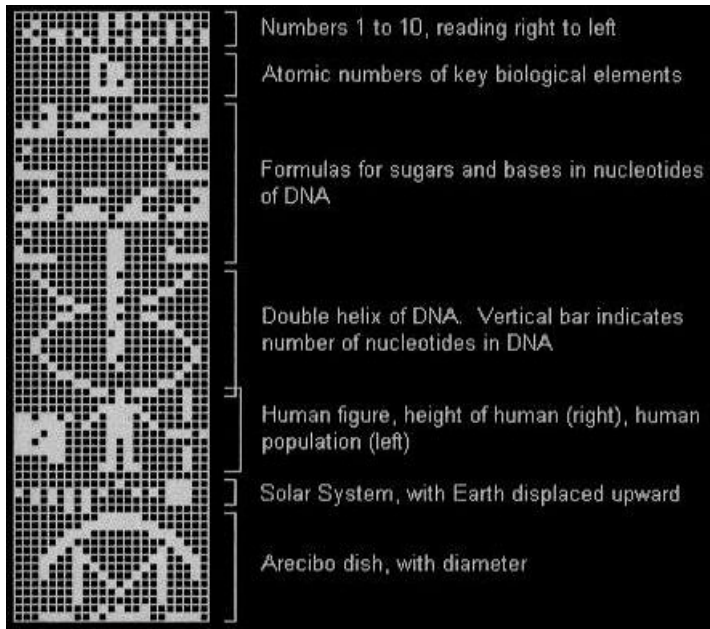 Numbers 1 to 10, reading right to left
Atomic numbers of key biological elements
Formulas for sugars and bases in nucleotides
of DNA
Double helix of DNA.  Vertical bar indicates
number of nucleotides in DNA
Human figure, height of human (right), human
population (left)
Solar System, with Earth displaced upward
Arecibo dish, with diameter